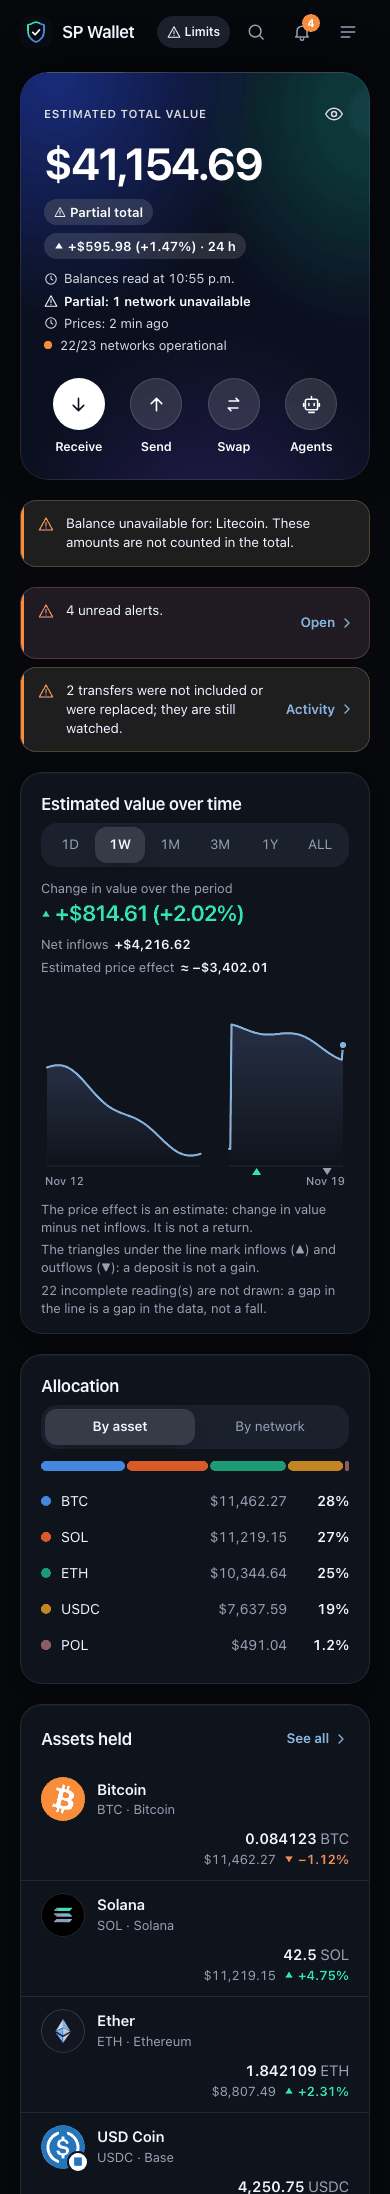 SP Wallet
Limits
4
ESTIMATED TOTAL VALUE
$41,154.69
Partial total
▲ +$595.98 (+1.47%) · 24 h
Balances read at 10:55 p.m.
Partial: 1 network unavailable
Prices: 2 min ago
22/23 networks operational
Receive
Send
Swap
Agents
Balance unavailable for: Litecoin. These
amounts are not counted in the total.
4 unread alerts.
Open
2 transfers were not included or
were replaced; they are still
watched.
Activity
Estimated value over time
1D 1W 1M 3M 1Y ALL
Change in value over the period
▲ +$814.61 (+2.02%)
Net inflows +$4,216.62
Estimated price effect ≈ −$3,402.01
Nov 12
Nov 19
The price effect is an estimate: change in value
minus net inflows. It is not a return.
The triangles under the line mark inflows (▲) and
outflows (▼): a deposit is not a gain.
22 incomplete reading(s) are not drawn: a gap in
the line is a gap in the data, not a fall.
Allocation
By asset By network
BTC $11,462.27 28%
SOL $11,219.15 27%
ETH $10,344.64 25%
USDC $7,637.59 19%
POL $491.04 1.2%
Assets held
See all
Bitcoin
BTC · Bitcoin
0.084123 BTC
$11,462.27 ▼ −1.12%
Solana
SOL · Solana
42.5 SOL
$11,219.15 ▲ +4.75%
Ether
ETH · Ethereum
1.842109 ETH
$8,807.49 ▲ +2.31%
USD Coin
USDC · Base
4,250.75 USDC